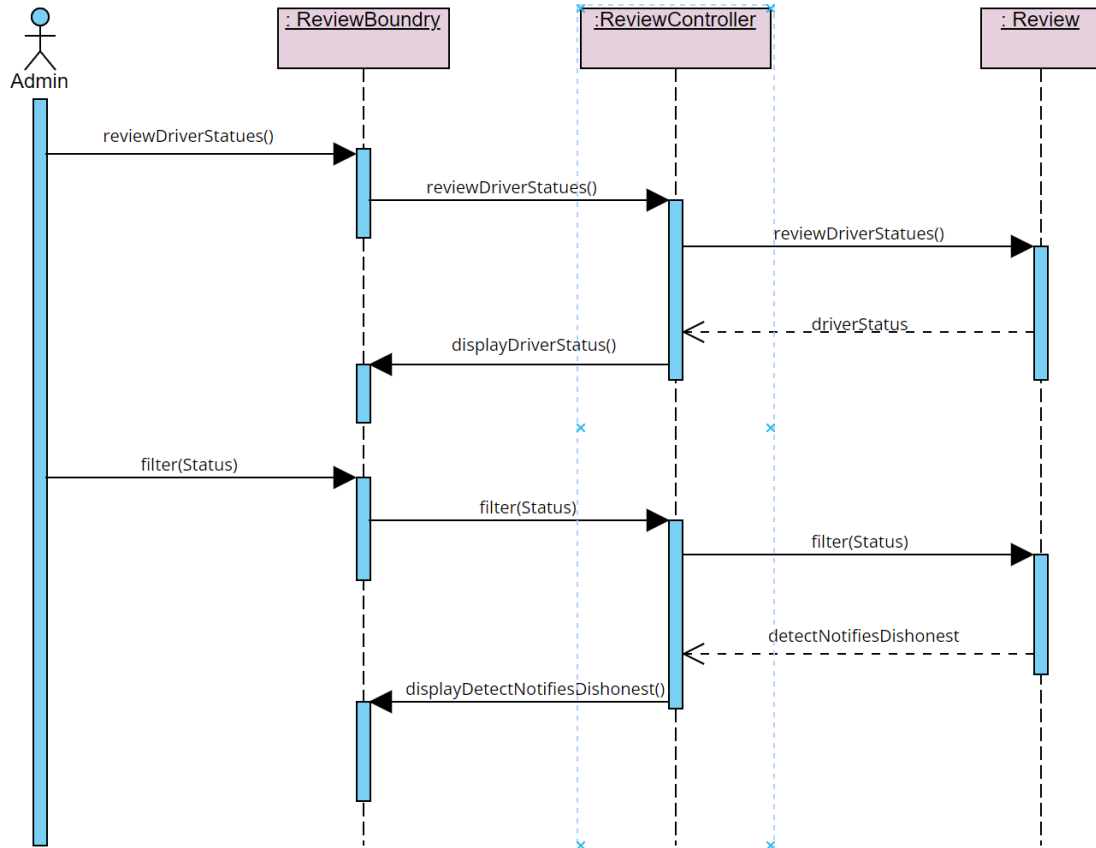 : ReviewBoundry
:ReviewController
: Review
Admin
reviewDriverStatues()
reviewDriverStatues()
reviewDriverStatues()
driverStatus
displayDriverStatus()
filter(Status)
filter(Status)
filter(Status)
detectNotifiesDishonest
displayDetectNotifiesDishonest()